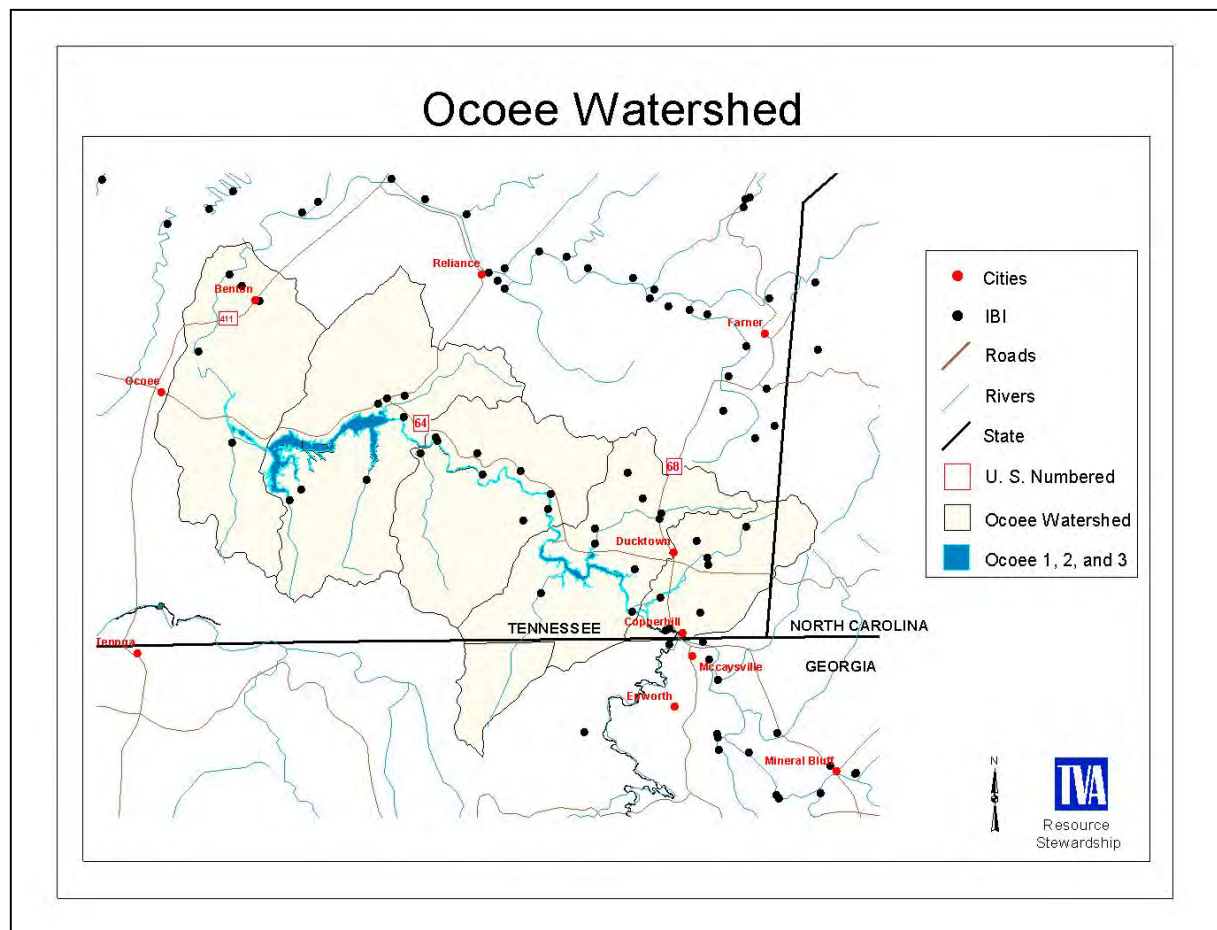 Ocoee Watershed
Reliance
Benton
411
Farner
Ocoee
64
68
Ducktown
Copperhill
TENNESSEE
NORTH CAROLINA
Tennga
GEORGIA
Mccaysville
Epworth
Mineral Bluff
Cities
IBI
Roads
Rivers
State
U. S. Numbered
Ocoee Watershed
Ocoee 1, 2, and 3
N
TVA
Resource
Stewardship